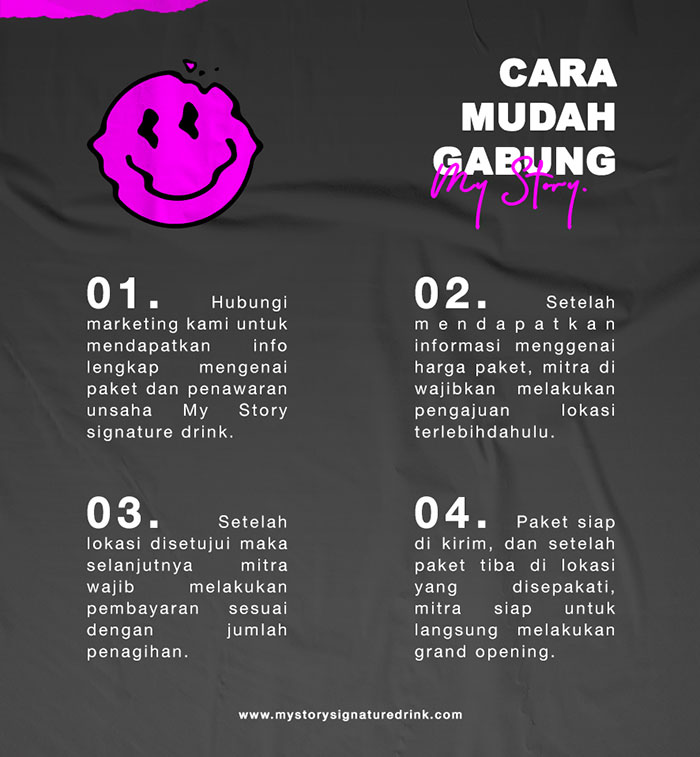 CARA
MUDAH
GABUNG
My Story.
01. Hubungi
marketing kami untuk
mendapatkan info
lengkap mengenai
paket dan penawaran
unsaha My Story
signature drink.
02. Setelah
mendapatkan
informasi menggenai
harga paket, mitra di
wajibkan melakukan
pengajuan lokasi
terlebihdahulu.
03. Setelah
lokasi disetujui maka
selanjutnya mitra
wajib melakukan
pembayaran sesuai
dengan jumlah
penagihan.
04. Paket siap
di kirim, dan setelah
paket tiba di lokasi
yang disepakati,
mitra siap untuk
langsung melakukan
grand opening.
www.mystorysignaturedrink.com